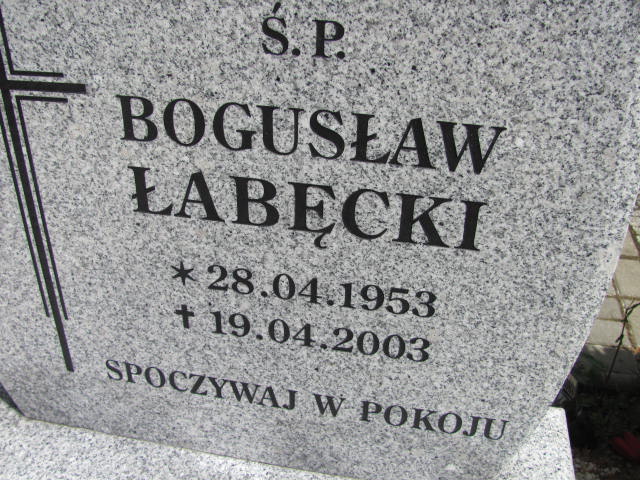 Ś.P.
BOGUSŁAW
ŁABĘCKI
* 28.04.1953
✝ 19.04.2003
SPOCZYWAJ W POKOJU